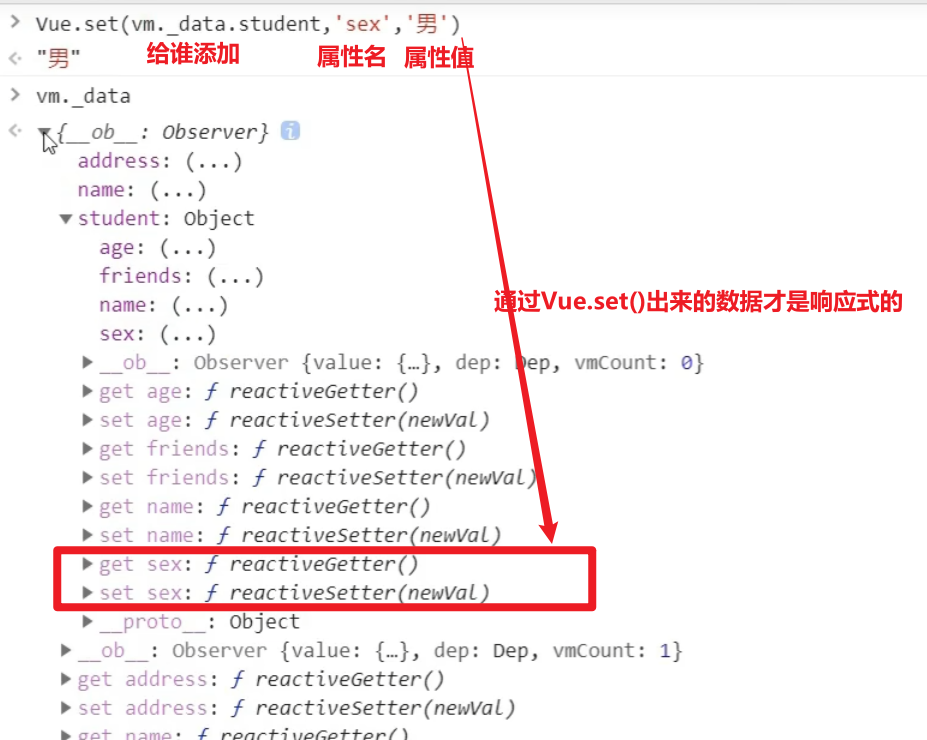 > Vue.set(vm._data.student,'sex','男')
< "男"
给谁添加 属性名 属性值
> vm._data
< ▼{__ob__: Observer} i
address: (...)
name: (...)
▼student: Object
age: (...)
friends: (...)
name: (...)
通过Vue.set()出来的数据才是响应式的
sex: (...)
▶__ob__: Observer {value: {…}, dep: Dep, vmCount: 0}
▶get age: ƒ reactiveGetter()
▶set age: ƒ reactiveSetter(newVal)
▶get friends: ƒ reactiveGetter()
▶set friends: ƒ reactiveSetter(newVal)
▶get name: ƒ reactiveGetter()
▶set name: ƒ reactiveSetter(newVal)
▶get sex: ƒ reactiveGetter()
▶set sex: ƒ reactiveSetter(newVal)
▶__proto__: Object
▶__ob__: Observer {value: {…}, dep: Dep, vmCount: 1}
▶get address: ƒ reactiveGetter()
▶set address: ƒ reactiveSetter(newVal)
▶get name: ƒ reactiveGetter()